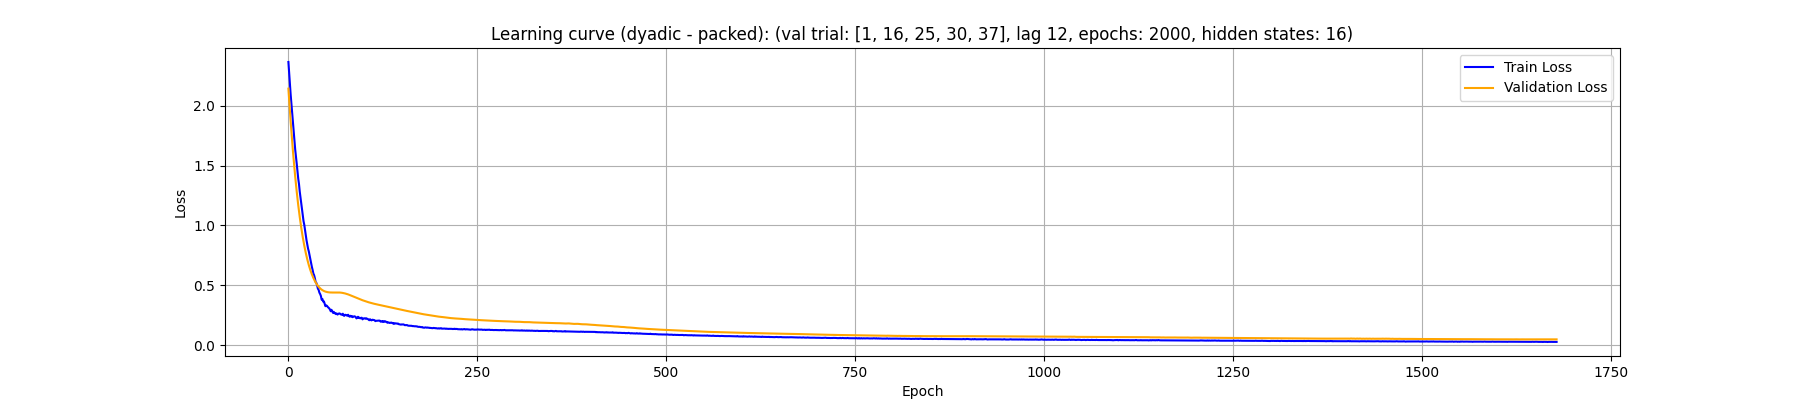 Learning curve (dyadic - packed): (val trial: [1, 16, 25, 30, 37], lag 12, epochs: 2000, hidden states: 16)
Train Loss
Validation Loss
2.0
1.5
1.0
0.5
0.0
Loss
0 250 500 750 1000 1250 1500 1750
Epoch